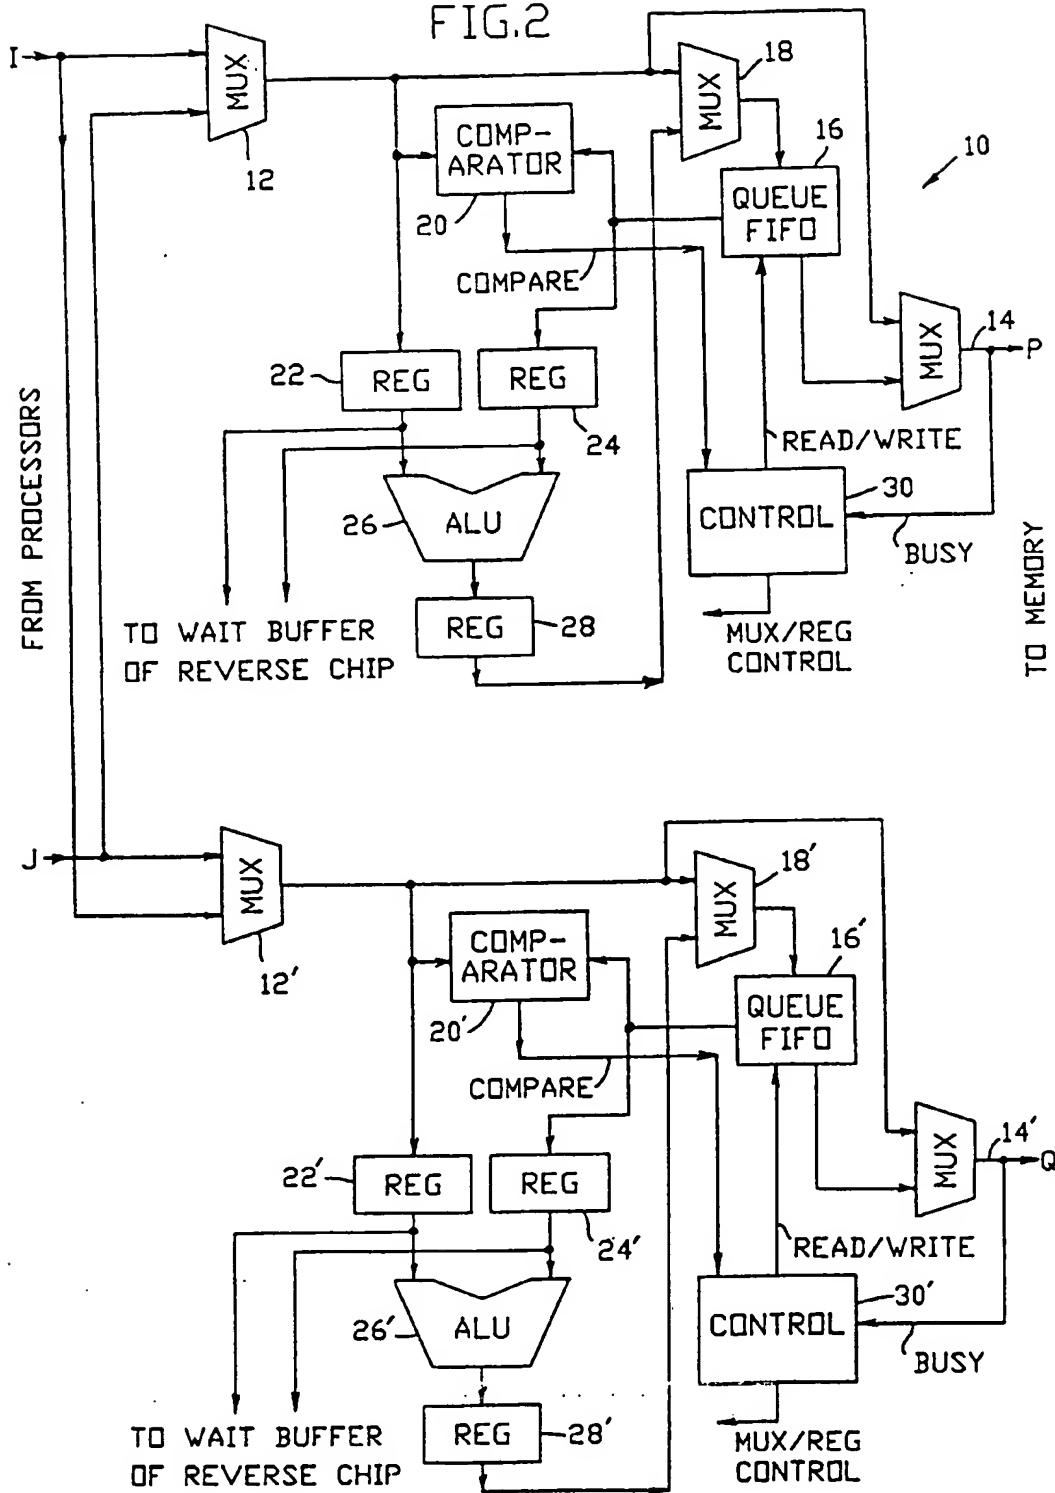 FIG.2
I
MUX
12
MUX
18
COMP-
ARATOR
20
16
QUEUE
FIFO
10
COMPARE
MUX
14
P
22
REG
REG
24
READ/WRITE
FROM PROCESSORS
26
ALU
CONTROL
30
BUSY
TO MEMORY
TO WAIT BUFFER
OF REVERSE CHIP
REG
28
MUX/REG
CONTROL
J
MUX
12'
MUX
18'
COMP-
ARATOR
20'
16'
QUEUE
FIFO
COMPARE
MUX
14'
Q
22'
REG
REG
24'
READ/WRITE
26'
ALU
CONTROL
30'
BUSY
TO WAIT BUFFER
OF REVERSE CHIP
REG
28'
MUX/REG
CONTROL